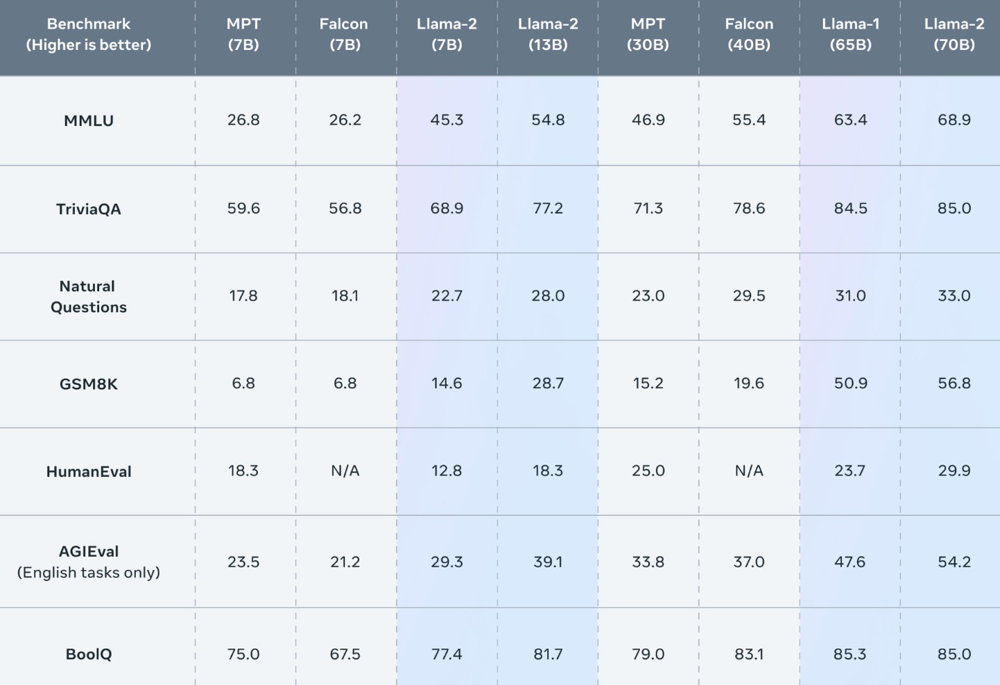 Benchmark (Higher is better) MPT (7B) Falcon (7B) Llama-2 (7B) Llama-2 (13B) MPT (30B) Falcon (40B) Llama-1 (65B) Llama-2 (70B)
MMLU 26.8 26.2 45.3 54.8 46.9 55.4 63.4 68.9
TriviaQA 59.6 56.8 68.9 77.2 71.3 78.6 84.5 85.0
Natural Questions 17.8 18.1 22.7 28.0 23.0 29.5 31.0 33.0
GSM8K 6.8 6.8 14.6 28.7 15.2 19.6 50.9 56.8
HumanEval 18.3 N/A 12.8 18.3 25.0 N/A 23.7 29.9
AGIEval (English tasks only) 23.5 21.2 29.3 39.1 33.8 37.0 47.6 54.2
BoolQ 75.0 67.5 77.4 81.7 79.0 83.1 85.3 85.0